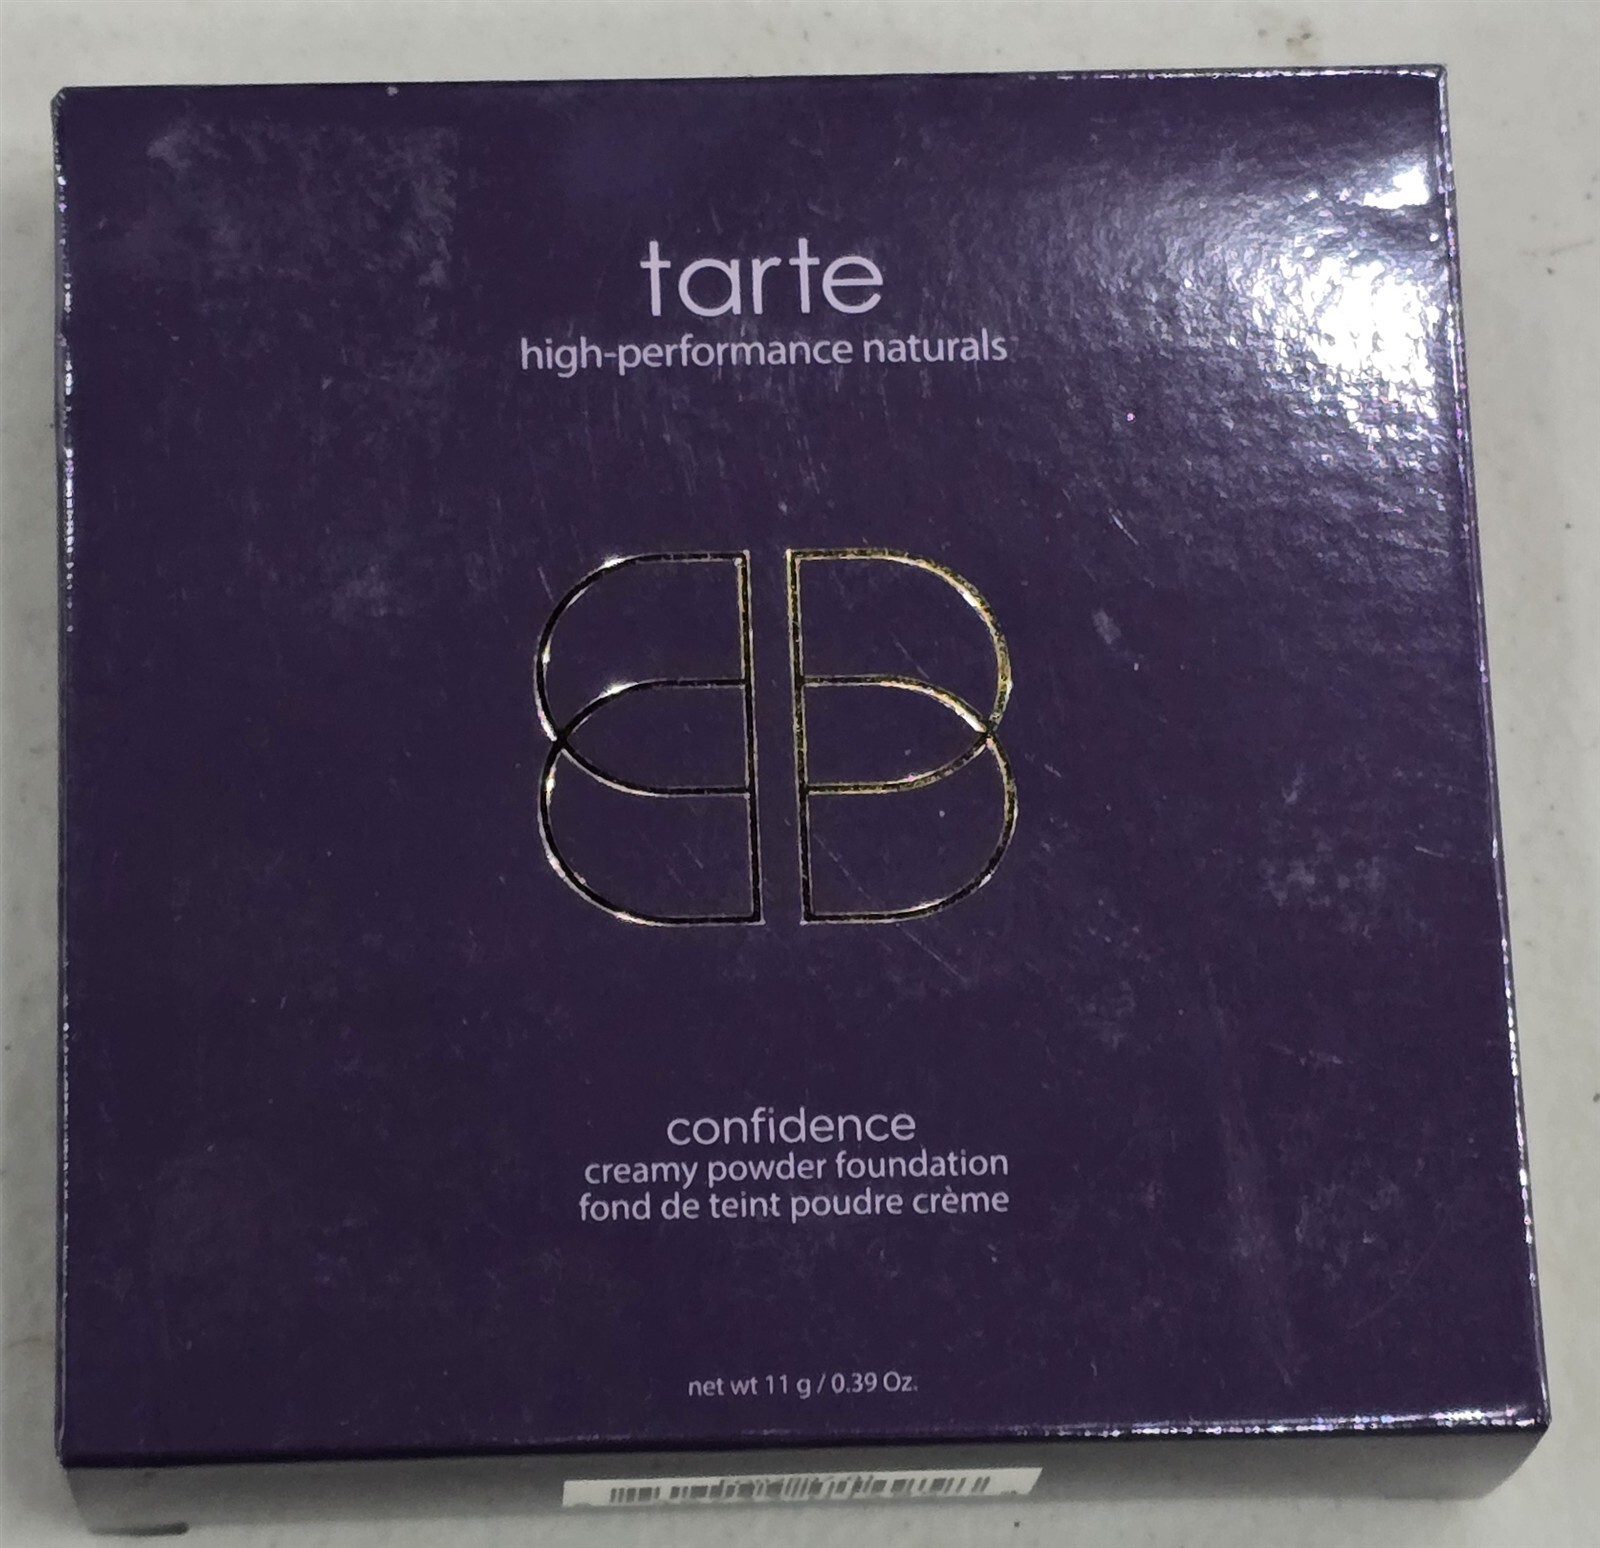 tarte
high-performance naturals
confidence
creamy powder foundation
fond de teint poudre crème
net wt 11 g / 0.39 Oz.